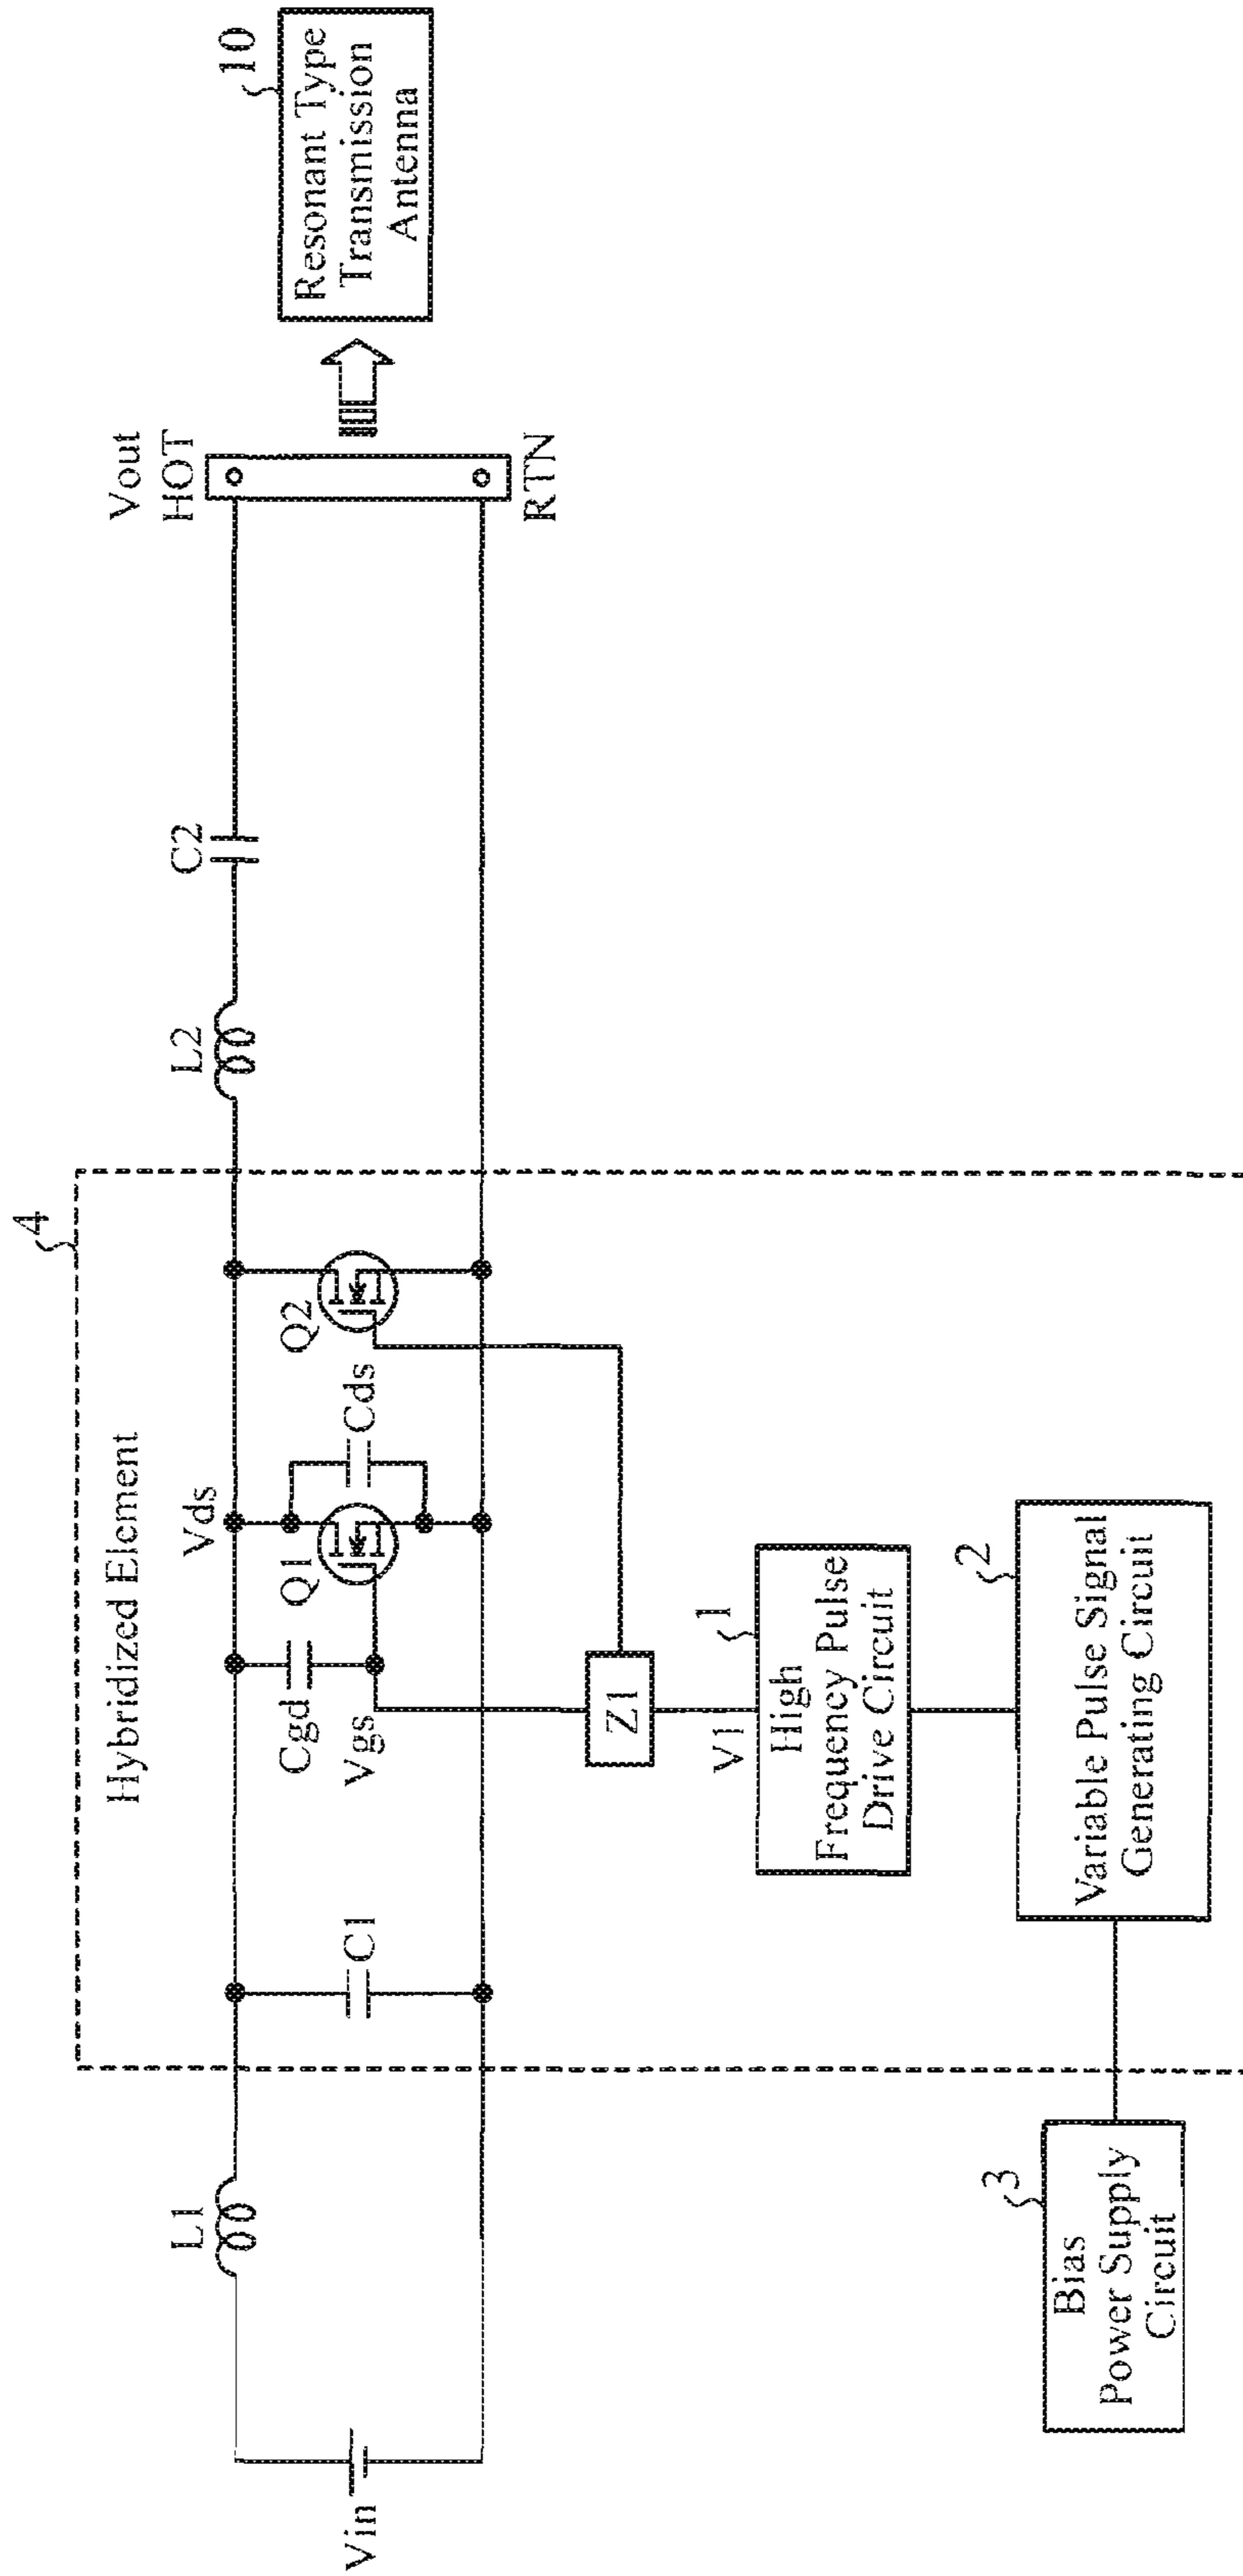 4
Hybridized Element
Vout
HOT
10
L1
Vds
L2
C2
Resonant Type
Transmission
Antenna
Vin
C1
Cgd
Q1
Cds
Q2
Vgs
RTN
Z1
V1
1
High
Frequency Pulse
Drive Circuit
3
Bias
Power Supply
Circuit
2
Variable Pulse Signal
Generating Circuit